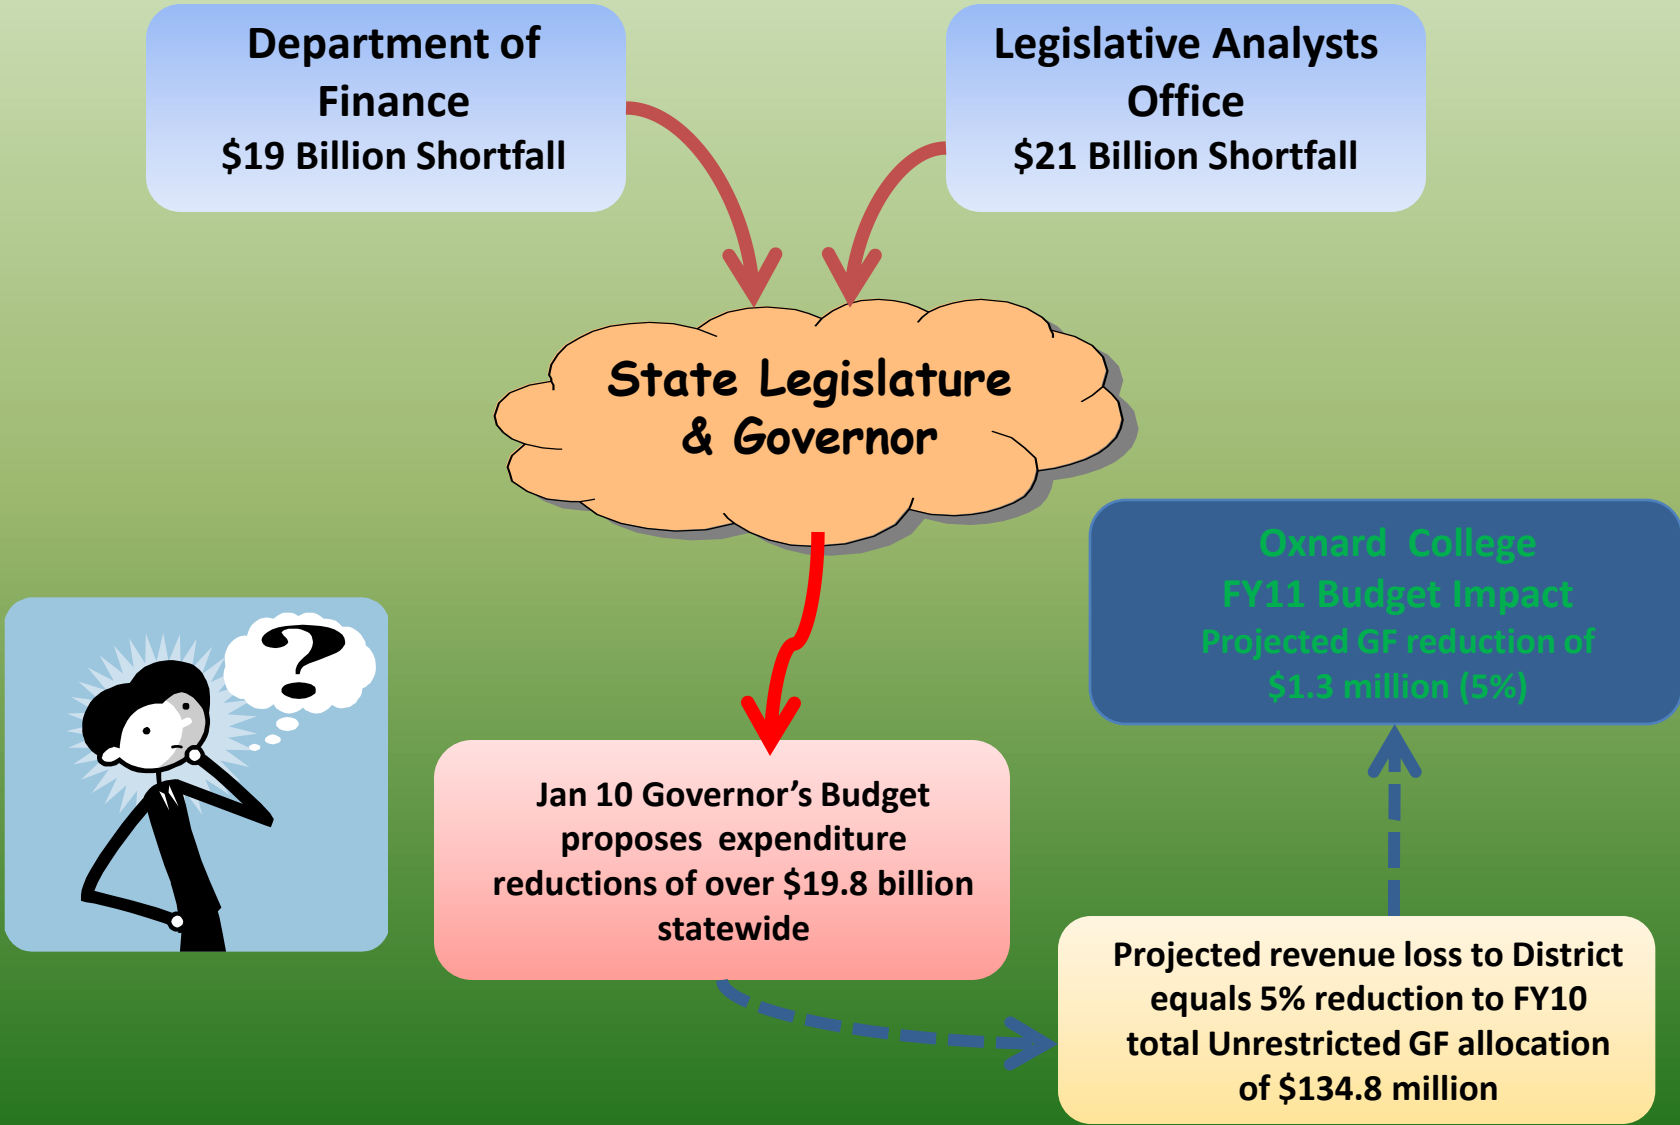 Department of
Finance
$19 Billion Shortfall
Legislative Analysts
Office
$21 Billion Shortfall
State Legislature
& Governor
Oxnard College
FY11 Budget Impact
Projected GF reduction of
$1.3 million (5%)
?
Jan 10 Governor’s Budget
proposes expenditure
reductions of over $19.8 billion
statewide
Projected revenue loss to District
equals 5% reduction to FY10
total Unrestricted GF allocation
of $134.8 million